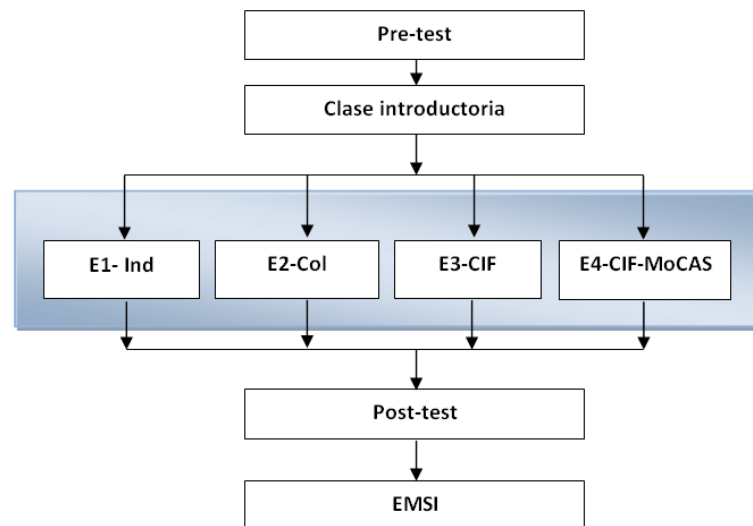 Pre-test
Clase introductoria
E1- Ind
E2-Col
E3-CIF
E4-CIF-MoCAS
Post-test
EMSI